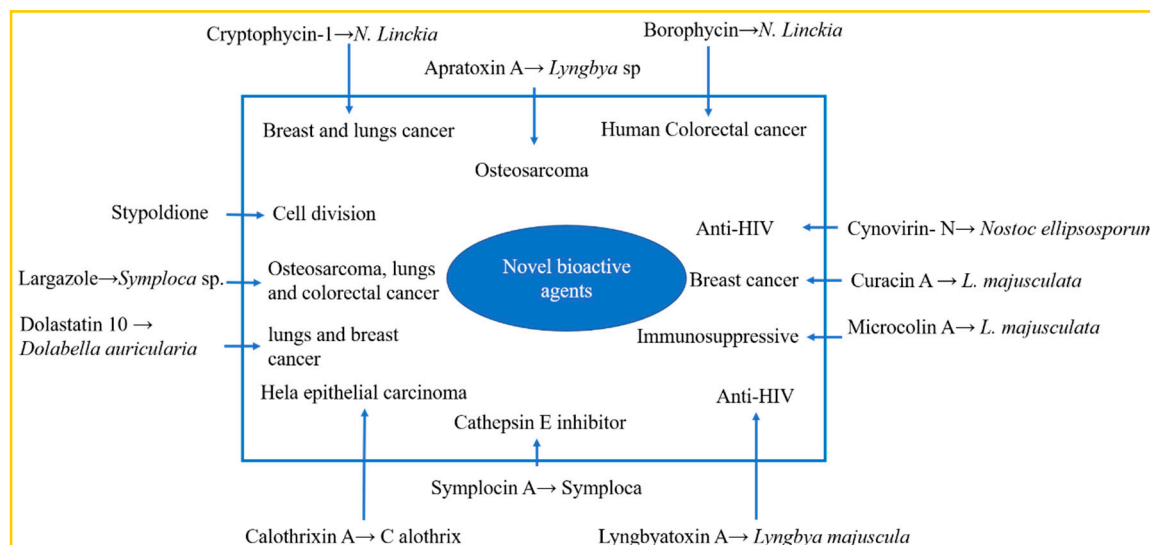 Cryptophycin-1→N. Linckia
Borophycin→N. Linckia
Apratoxin A→ Lyngbya sp
Breast and lungs cancer
Human Colorectal cancer
Osteosarcoma
Stypoldione
Cell division
Anti-HIV
Cynovirin- N→ Nostoc ellipsosporum
Largazole→Symploca sp.
Osteosarcoma, lungs
and colorectal cancer
Novel bioactive
agents
Breast cancer
Curacin A → L. majusculata
Dolastatin 10 →
Dolabella auricularia
lungs and breast
cancer
Immunosuppressive
Microcolin A→ L. majusculata
Hela epithelial carcinoma
Anti-HIV
Cathepsin E inhibitor
Symplocin A→ Symploca
Calothrixin A→ C alothrix
Lyngbyatoxin A→ Lyngbya majuscula